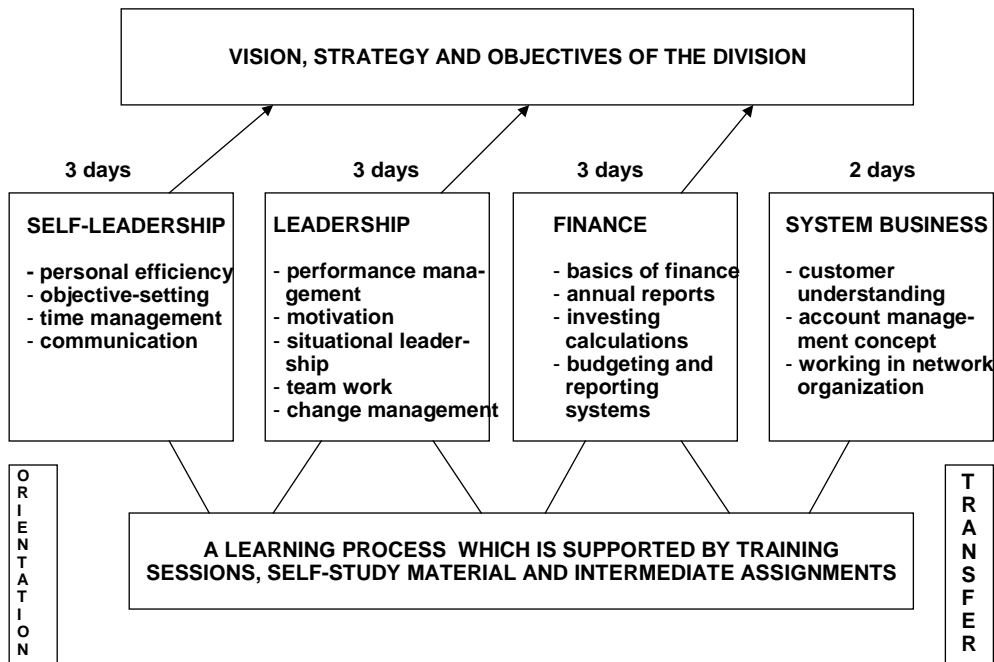 VISION, STRATEGY AND OBJECTIVES OF THE DIVISION
3 days
SELF-LEADERSHIP
- personal efficiency
- objective-setting
- time management
- communication
3 days
LEADERSHIP
- performance mana-
gement
- motivation
- situational leader-
ship
- team work
- change management
3 days
FINANCE
- basics of finance
- annual reports
- investing
calculations
- budgeting and
reporting
systems
2 days
SYSTEM BUSINESS
- customer
understanding
- account manage-
ment concept
- working in network
organization
ORIENTATION
A LEARNING PROCESS WHICH IS SUPPORTED BY TRAINING
SESSIONS, SELF-STUDY MATERIAL AND INTERMEDIATE ASSIGNMENTS
TRANSFER